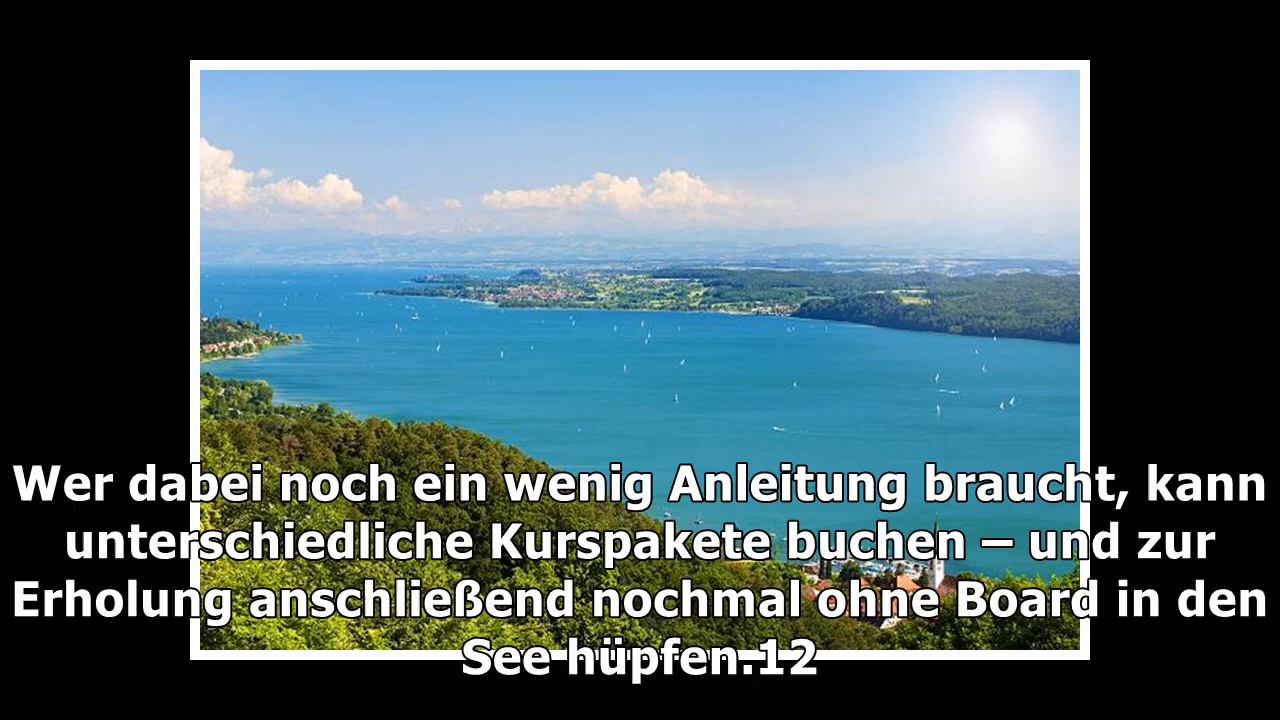 Wer dabei noch ein wenig Anleitung braucht, kann
unterschiedliche Kurspakete buchen – und zur
Erholung anschließend nochmal ohne Board in den
See hüpfen.12